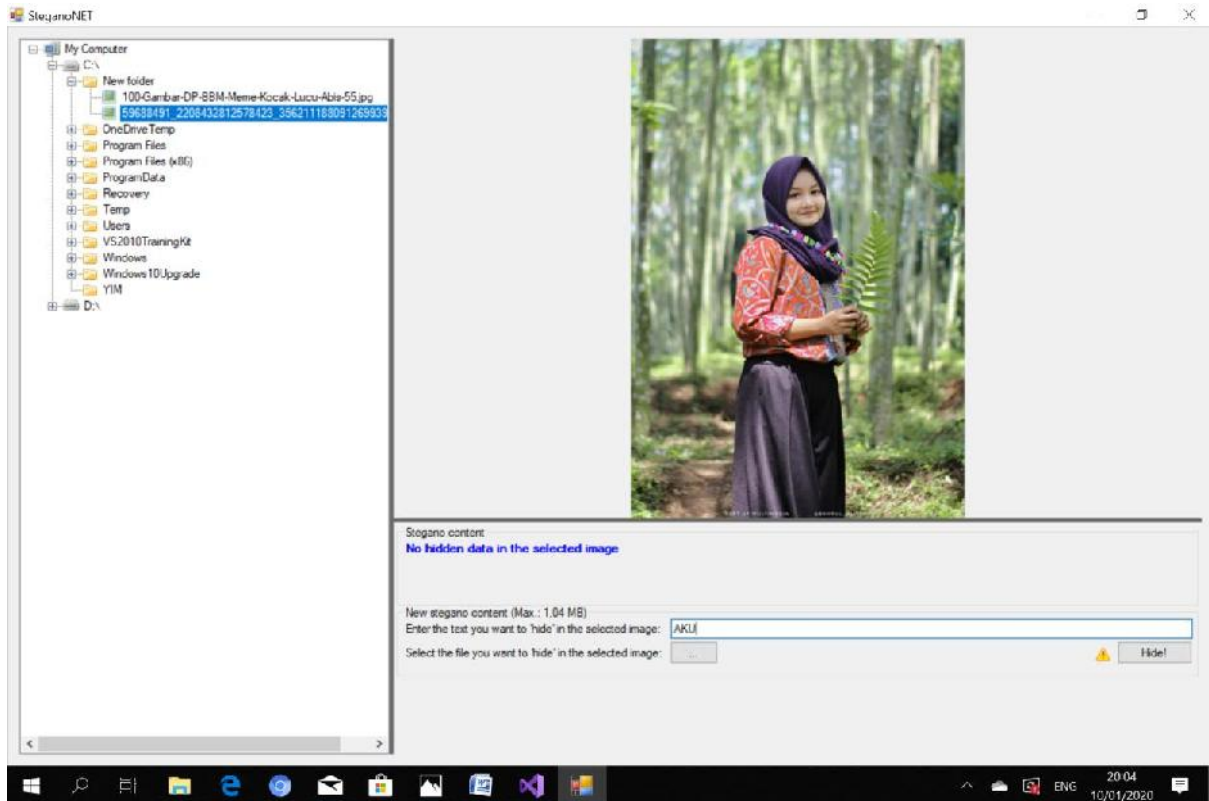 SteganoNET
My Computer
C:\
New folder
100-Gambar-DP-BBM-Meme-Kocak-Lucu-Abis-55.jpg
59688491_2208432812578423_356211188091269939
OneDriveTemp
Program Files
Program Files (x86)
ProgramData
Recovery
Temp
Users
VS2010TrainingKit
Windows
Windows10Upgrade
YIM
D:\
Stegano content
No hidden data in the selected image
New stegano content (Max.: 1,04 MB)
Enter the text you want to 'hide' in the selected image: AKU
Select the file you want to 'hide' in the selected image: ...
Hide!
ENG
20:04
10/01/2020